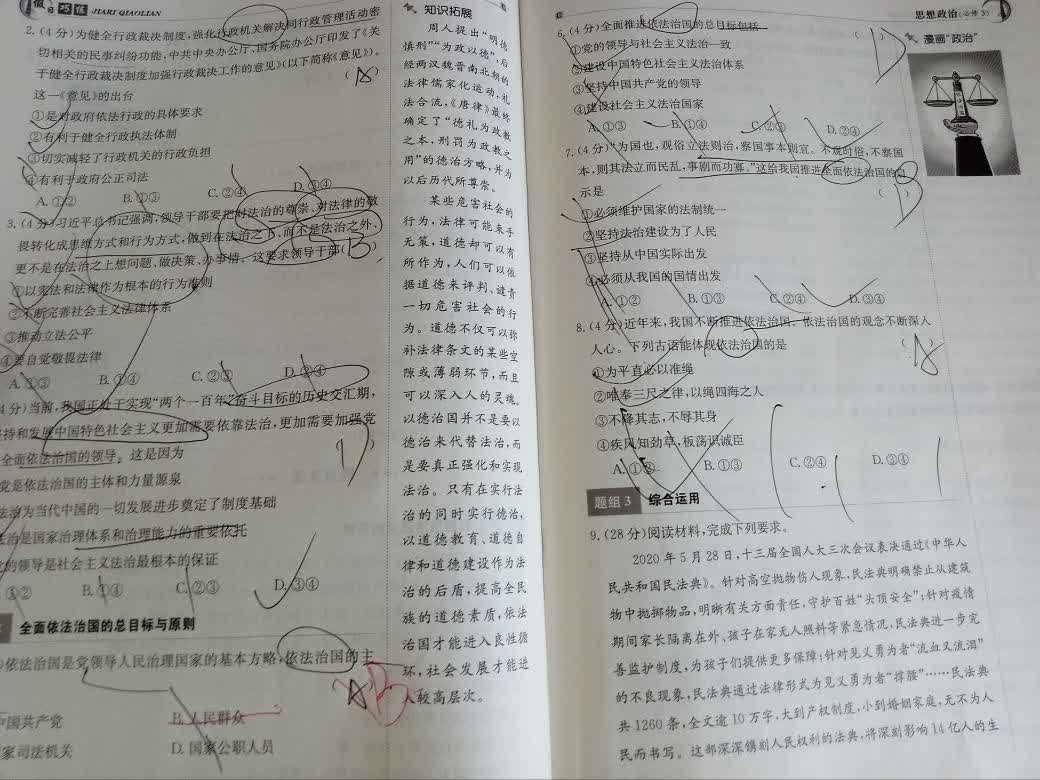 假日巧练 JIARI QIAOLIAN
2.(4分)为健全行政裁决制度,强化行政机关解决同行政管理活动密
切相关的民事纠纷功能,中共中央办公厅、国务院办公厅印发了《关
于健全行政裁决制度加强行政裁决工作的意见》(以下简称《意见》)。
这一《意见》的出台
( A )
①是对政府依法行政的具体要求
②有利于健全行政执法体制
③切实减轻了行政机关的行政负担
④有利于政府公正司法
A.①② B.①③ C.②④ D.③④
3.(4分)习近平总书记强调,领导干部要把对法治的尊崇、对法律的敬
畏转化成思维方式和行为方式,做到在法治之下、而不是法治之外、
更不是在法治之上想问题、做决策、办事情。这要求领导干部( B )
①以宪法和法律作为根本的行为准则
②不断完善社会主义法律体系
③推动立法公平
④要自觉敬畏法律
A.①③ B.①④ C.②③ D.②④
4分)当前,我国正处于实现“两个一百年”奋斗目标的历史交汇期,
坚持和发展中国特色社会主义更加需要依靠法治,更加需要加强党
全面依法治国的领导。这是因为
党是依法治国的主体和力量源泉
法治为当代中国的一切发展进步奠定了制度基础
法治是国家治理体系和治理能力的重要依托
党的领导是社会主义法治最根本的保证
①② B.①④ C.②③ D.③④
全面依法治国的总目标与原则
)依法治国是党领导人民治理国家的基本方略,依法治国的主
A B
中国共产党 B.人民群众
国家司法机关 D.国家公职人员
知识拓展
周人提出“明德
慎刑”“为政以德”,后
经两汉魏晋南北朝的
法律儒家化运动,礼
法合流,《唐律》最终
确定了“德礼为政教
之本,刑罚为政教之
用”的德治方略,并为
以后历代所尊崇。
某些危害社会的
行为,法律可能束手
无策,道德却可以有
所作为,人们可以依
据道德来评判、谴责
一切危害社会的行
为。道德不仅可以弥
补法律条文的某些空
隙或薄弱环节,而且
可以深入人的灵魂。
以德治国并不是要以
德治来代替法治,而
是要真正强化和实现
法治。只有在实行法
治的同时实行德治,
以道德教育、道德自
律和道德建设作为法
治的后盾,提高全民
族的道德素质,依法
治国才能进入良性循
环,社会发展才能进
入较高层次。
思想政治(必修3)
6.(4分)全面推进依法治国的总目标包括
( D )
①党的领导与社会主义法治一致
②建设中国特色社会主义法治体系
③坚持中国共产党的领导
④建设社会主义法治国家
A.①③ B.①④ C.②③ D.②④
7.(4分)“为国也,观俗立法则治,察国事本则宜。不观时俗,不察国
本,则其法立而民乱,事剧而功寡。”这给我国推进全面依法治国的启
示是
( B )
①必须维护国家的法制统一
②坚持法治建设为了人民
③坚持从中国实际出发
④必须从我国的国情出发
A.①② B.①③ C.②④ D.③④
8.(4分)近年来,我国不断推进依法治国。依法治国的观念不断深入
人心。下列古语能体现依法治国的是
( A )
①为平直必以准绳
②唯奉三尺之律,以绳四海之人
③不降其志,不辱其身
④疾风知劲草,板荡识诚臣
A.①② B.①③ C.②④ D.③④
题组3 综合运用
9.(28分)阅读材料,完成下列要求。
2020年5月28日,十三届全国人大三次会议表决通过《中华人
民共和国民法典》。针对高空抛物伤人现象,民法典明确禁止从建筑
物中抛掷物品,明晰有关方面责任,守护百姓“头顶安全”;针对疫情
期间家长隔离在外、孩子在家无人照料等紧急情况,民法典进一步完
善监护制度,为孩子们提供更多保障;针对见义勇为者“流血又流泪”
的不良现象,民法典通过法律形式为见义勇为者“撑腰”……民法典
共1260条,全文逾10万字,大到产权制度,小到婚姻家庭,无不为人
民而书写。这部深深镌刻人民权利的法典,将深刻影响14亿人的生
漫画“政治”